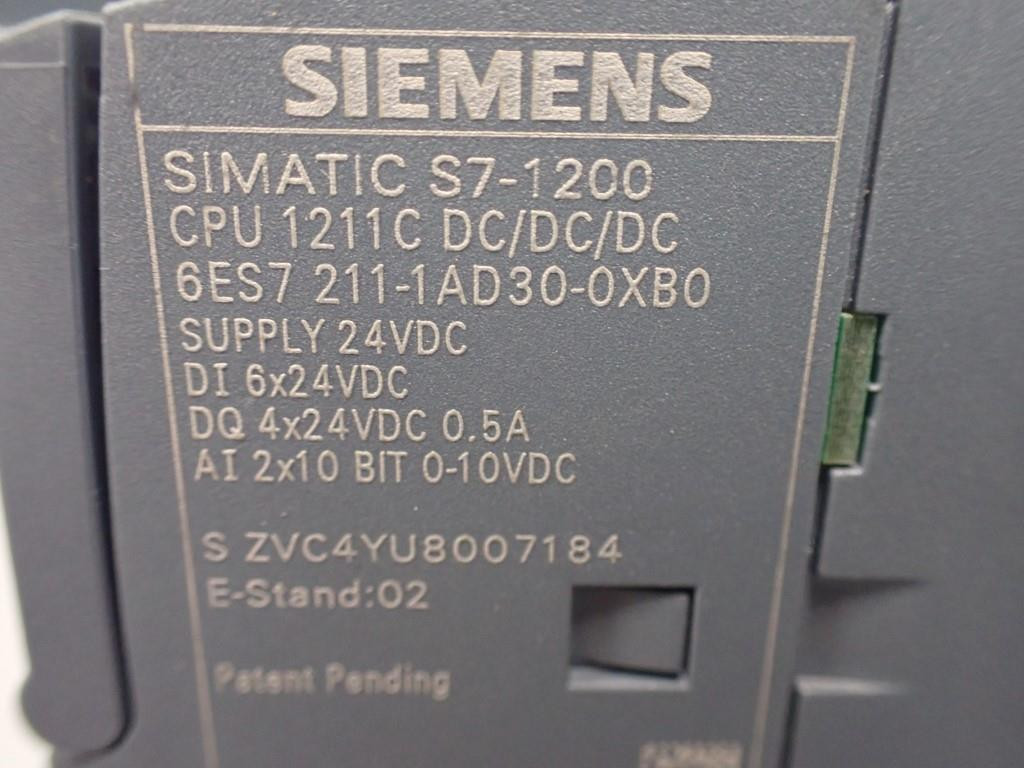 SIEMENS
SIMATIC S7-1200
CPU 1211C DC/DC/DC
6ES7 211-1AD30-0XB0
SUPPLY 24VDC
DI 6x24VDC
DQ 4x24VDC 0.5A
AI 2x10 BIT 0-10VDC
S ZVC4YU8007184
E-Stand:02
Patent Pending